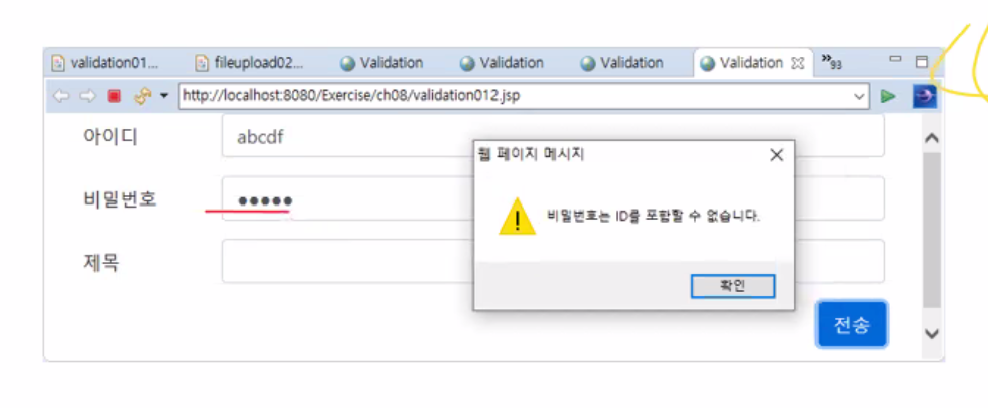 validation01... fileupload02... Validation Validation Validation Validation »93
http://localhost:8080/Exercise/ch08/validation012.jsp
아이디 abcdf
웹 페이지 메시지
비밀번호 ●●●●●
비밀번호는 ID를 포함할 수 없습니다.
제목
확인
전송